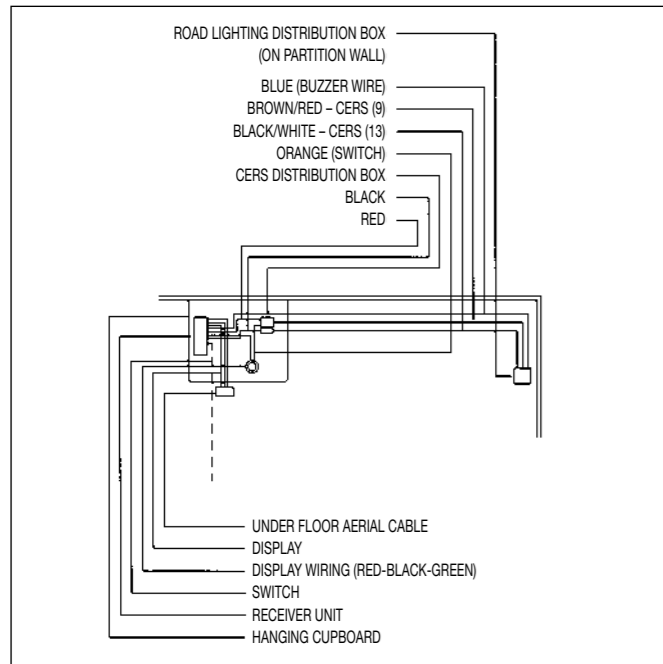 ROAD LIGHTING DISTRIBUTION BOX
(ON PARTITION WALL)
BLUE (BUZZER WIRE)
BROWN/RED – CERS (9)
BLACK/WHITE – CERS (13)
ORANGE (SWITCH)
CERS DISTRIBUTION BOX
BLACK
RED
UNDER FLOOR AERIAL CABLE
DISPLAY
DISPLAY WIRING (RED-BLACK-GREEN)
SWITCH
RECEIVER UNIT
HANGING CUPBOARD